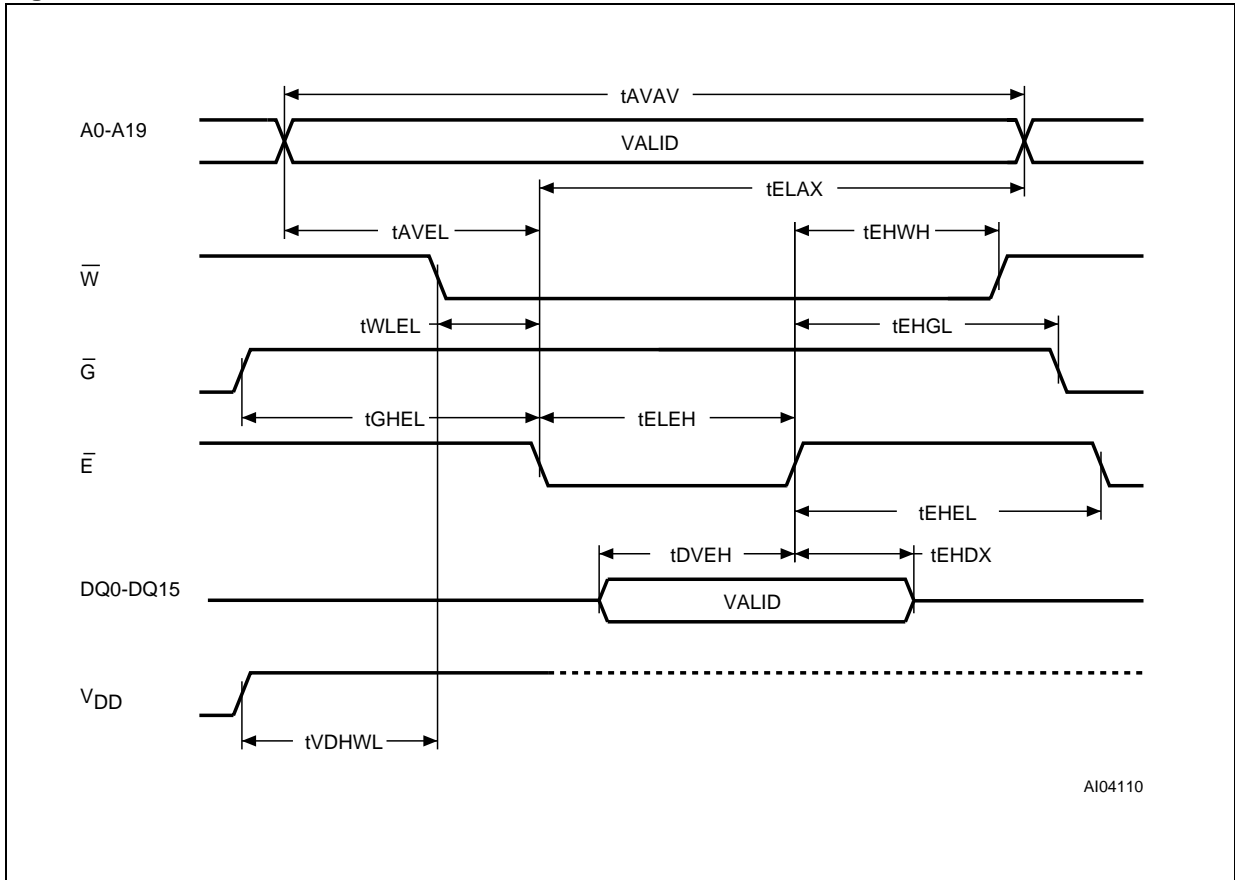 tAVAV
A0-A19
VALID
tELAX
tAVEL
tEHWH
W̅
tWLEL
tEHGL
G̅
tGHEL
tELEH
E̅
tEHEL
tDVEH
tEHDX
DQ0-DQ15
VALID
VDD
tVDHWL
AI04110